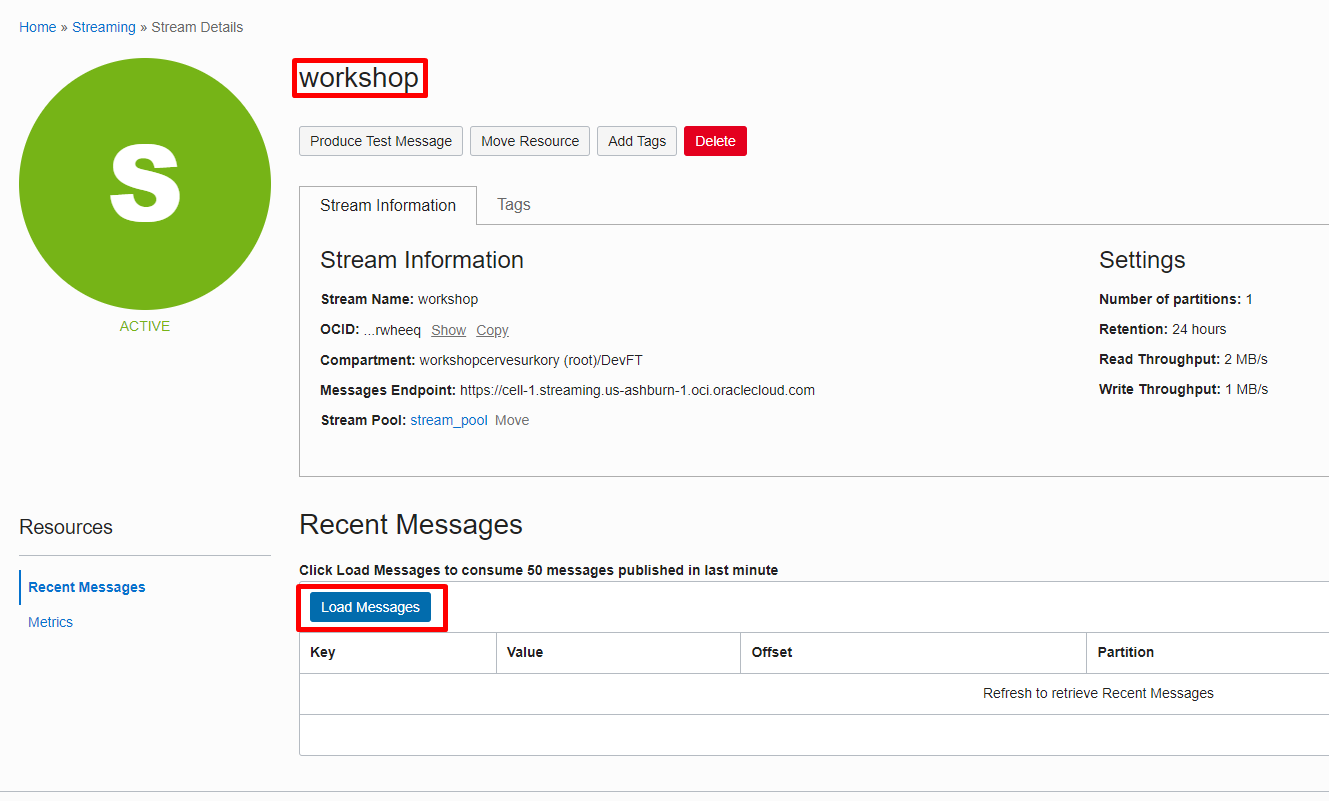 Home » Streaming » Stream Details
S
ACTIVE
workshop
Produce Test Message Move Resource Add Tags Delete
Stream Information Tags
Stream Information
Stream Name: workshop
OCID: ...rwheeq Show Copy
Compartment: workshopcervesurkory (root)/DevFT
Messages Endpoint: https://cell-1.streaming.us-ashburn-1.oci.oraclecloud.com
Stream Pool: stream_pool Move
Settings
Number of partitions: 1
Retention: 24 hours
Read Throughput: 2 MB/s
Write Throughput: 1 MB/s
Resources
Recent Messages
Metrics
Recent Messages
Click Load Messages to consume 50 messages published in last minute
Load Messages
Key Value Offset Partition
Refresh to retrieve Recent Messages